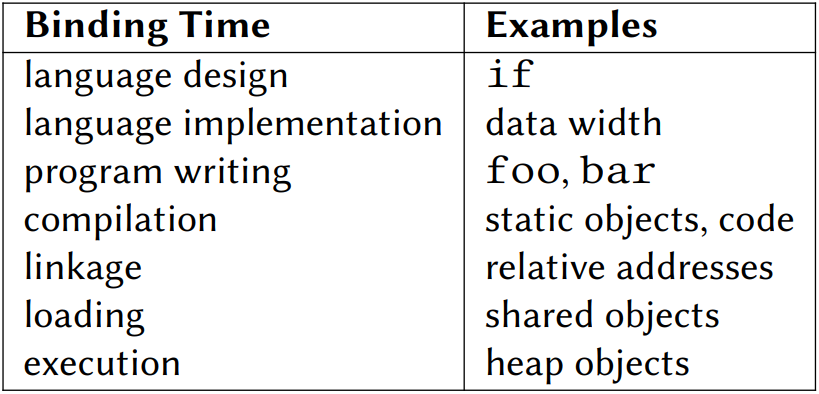 Binding Time Examples
language design if
language implementation data width
program writing foo, bar
compilation static objects, code
linkage relative addresses
loading shared objects
execution heap objects